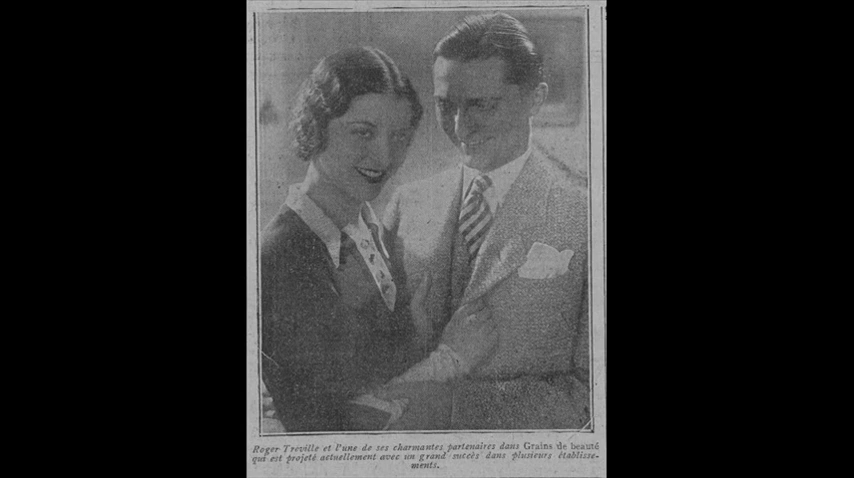 Roger Tréville et l'une de ses charmantes partenaires dans Grains de beauté
qui est projeté actuellement avec un grand succès dans plusieurs établisse-
ments.